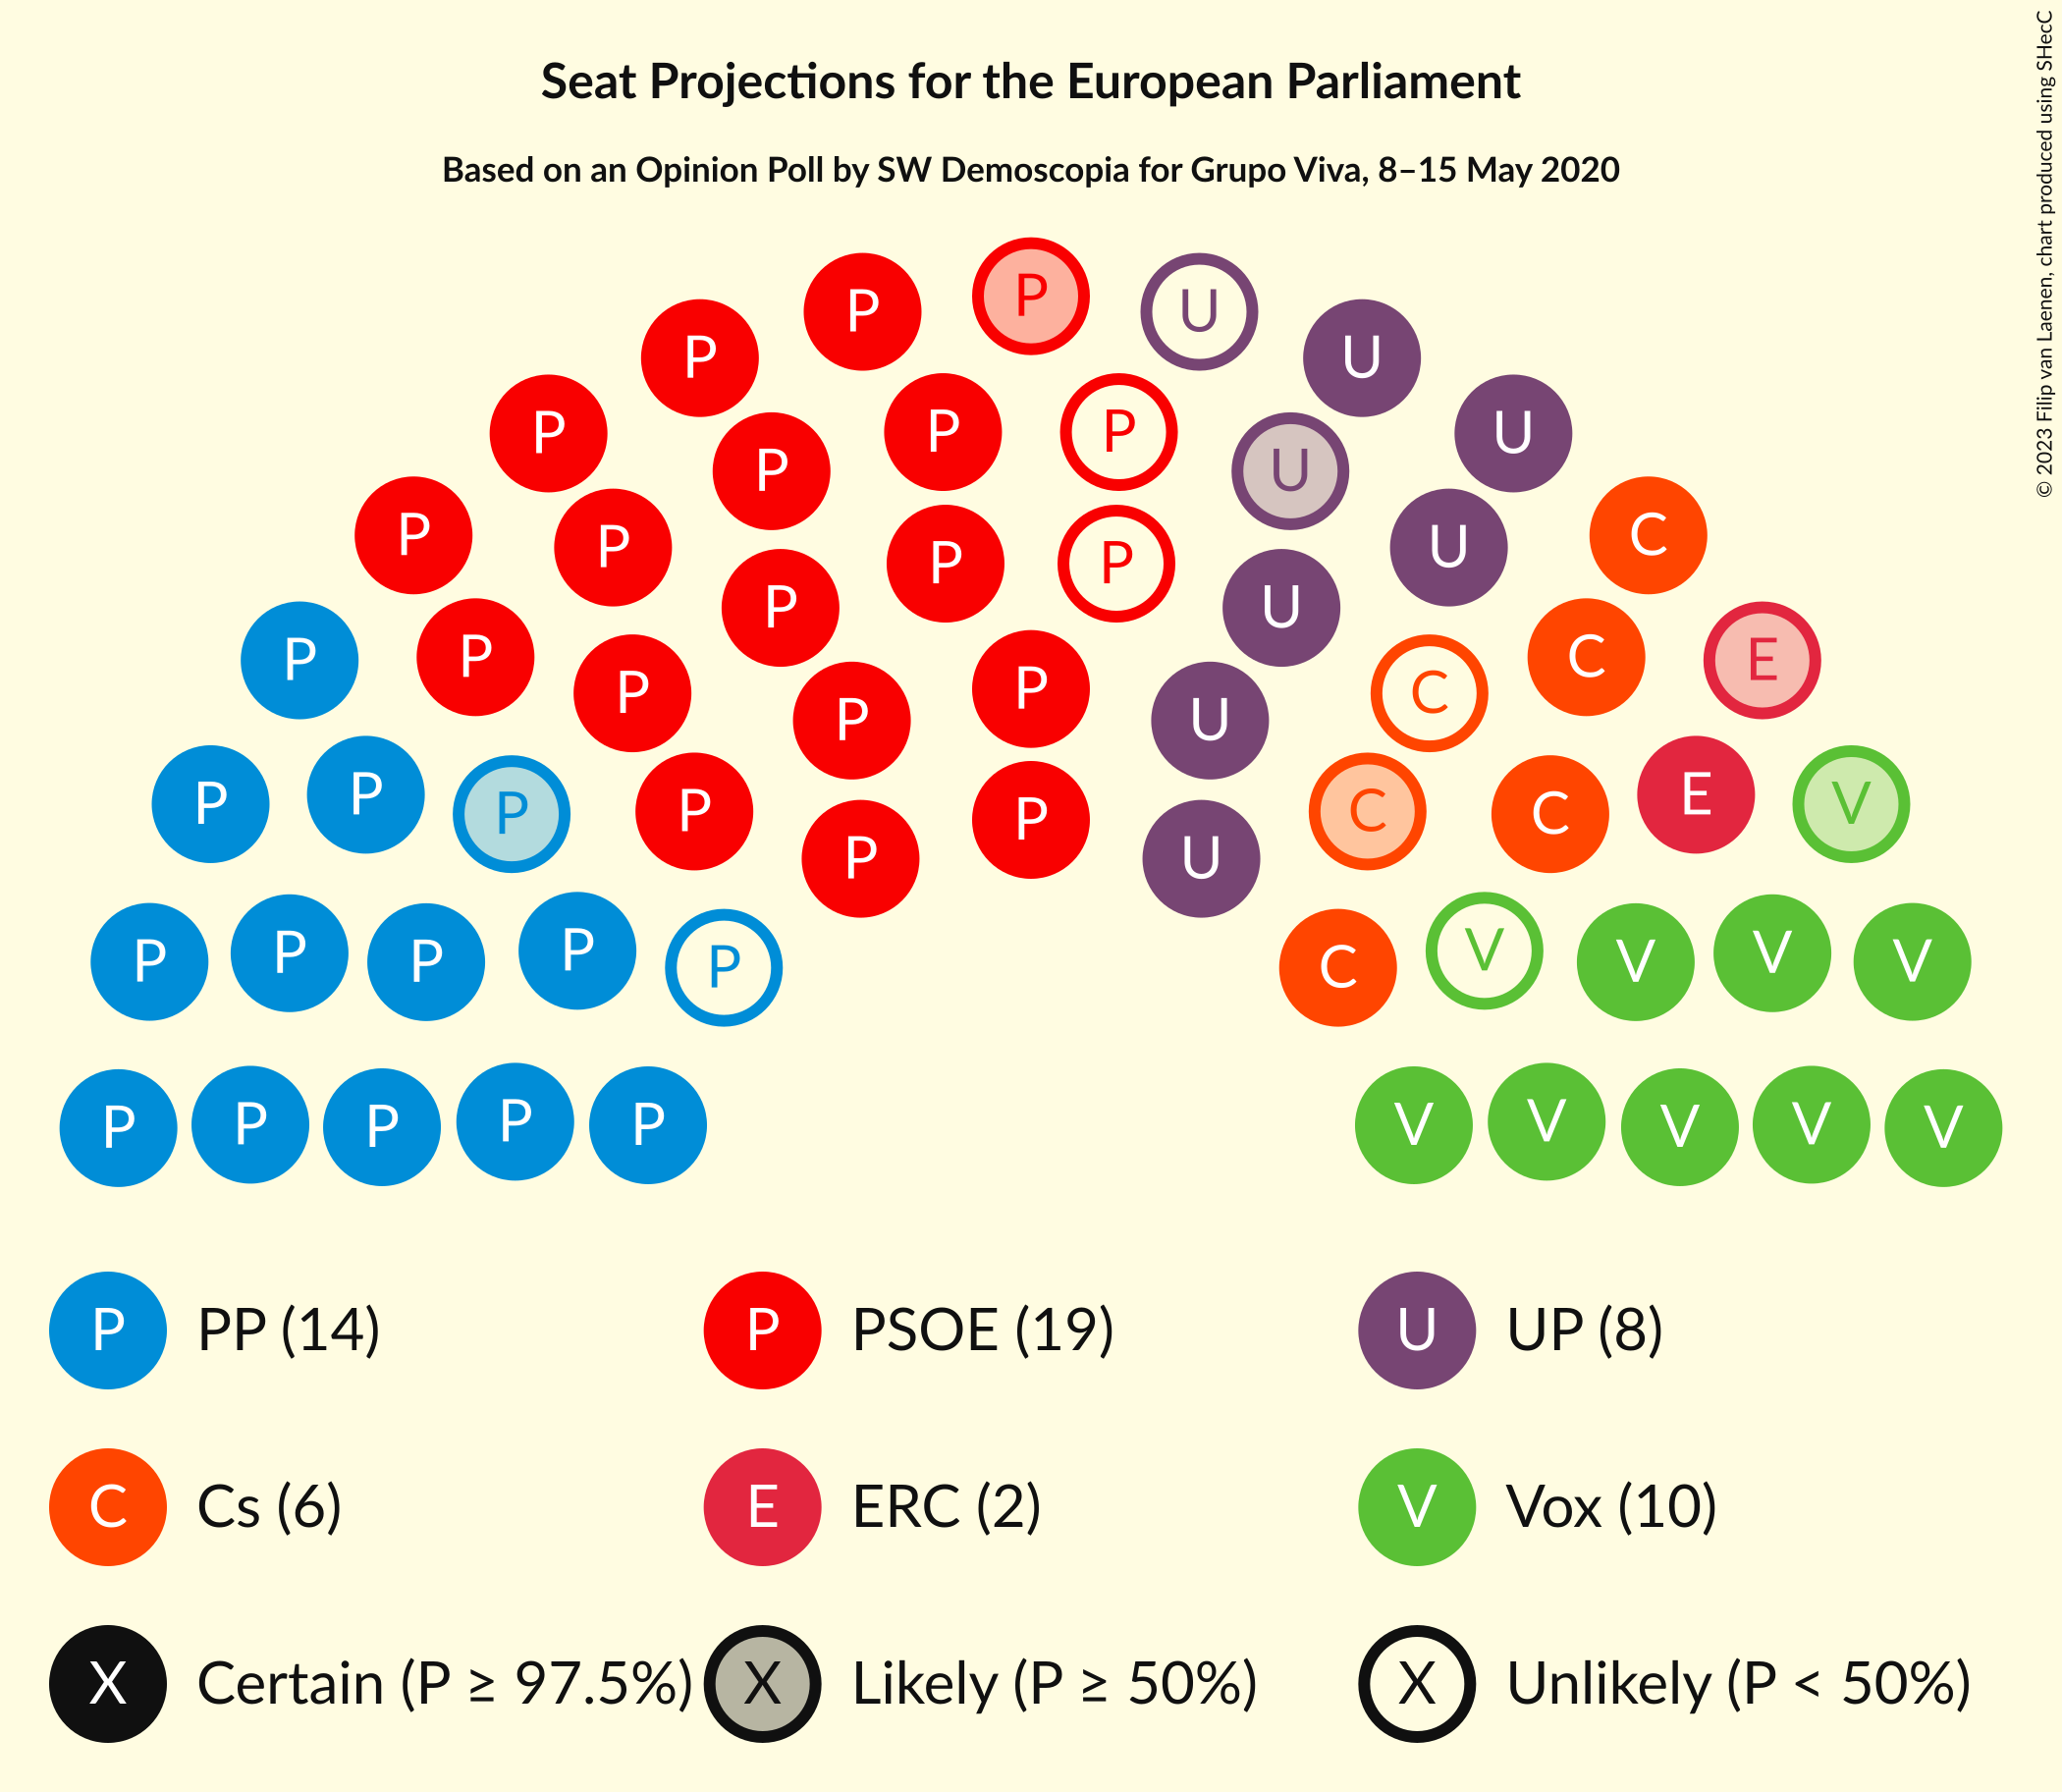 Seat Projections for the European Parliament
Based on an Opinion Poll by SW Demoscopia for Grupo Viva, 8–15 May 2020
© 2023 Filip van Laenen, chart produced using SHecC
P P P U U
P P P P U U
P P P U C
P P P P U C E
P P P P U C C
P P P P P P U C C E V
P P P P P C V V V V
P P P P P V V V V V
P PP (14) P PSOE (19) U UP (8)
C Cs (6) E ERC (2) V Vox (10)
X Certain (P ≥ 97.5%) X Likely (P ≥ 50%) X Unlikely (P < 50%)